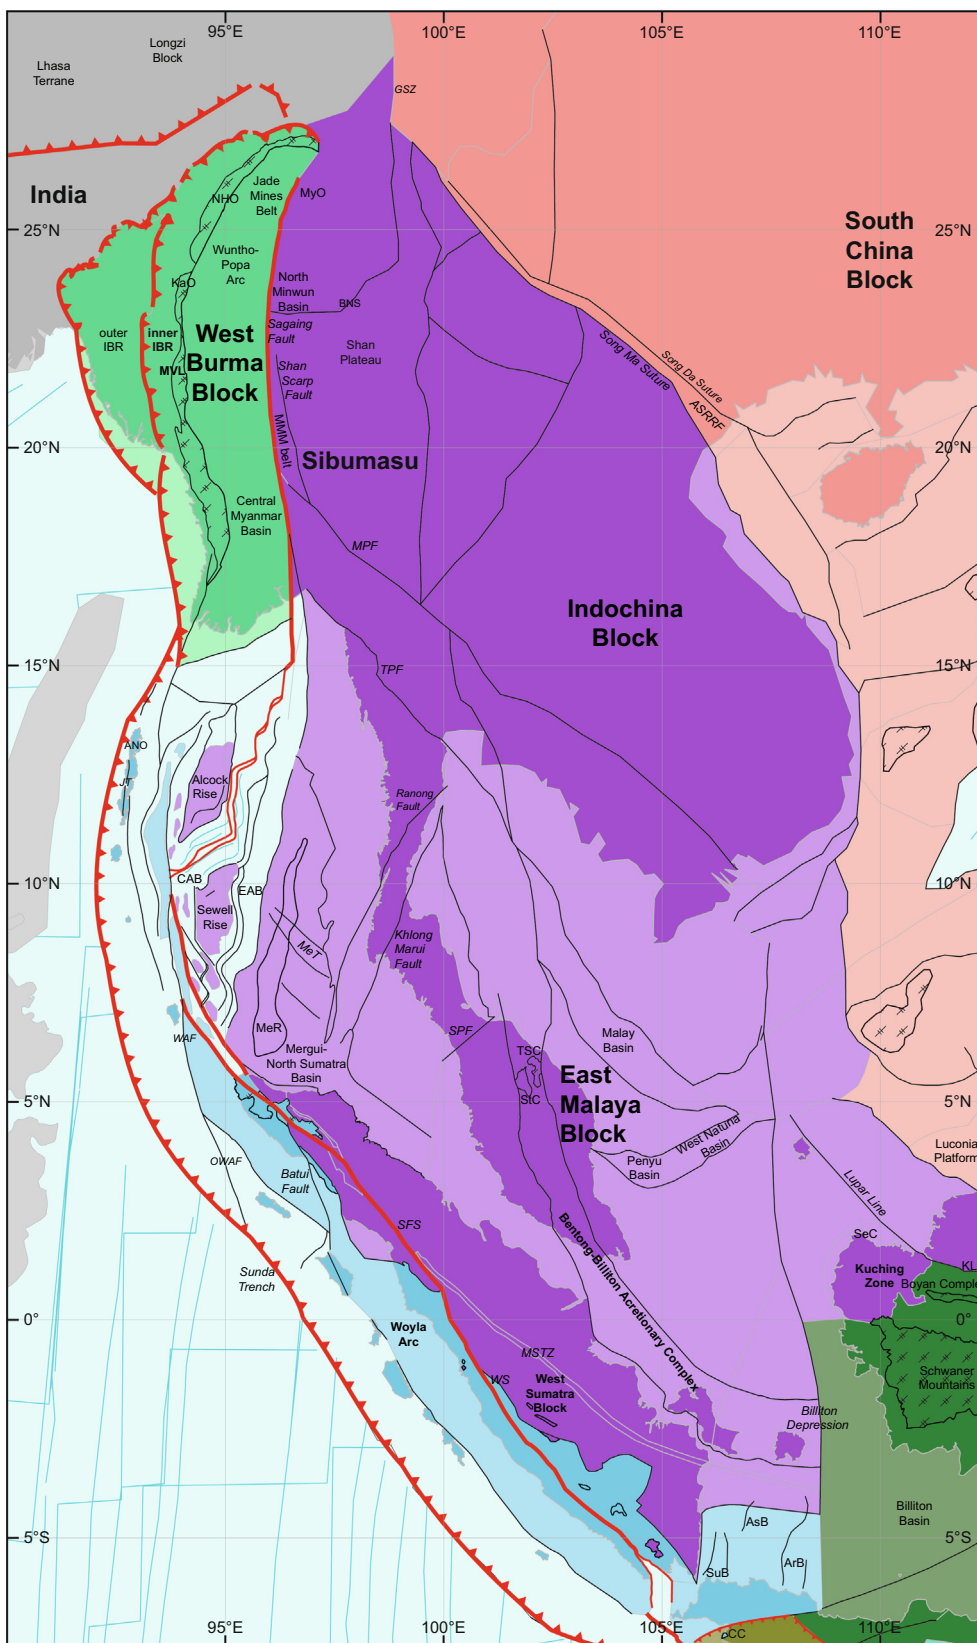 95°E
100°E
105°E
110°E
Longzi
Block
Lhasa
Terrane
GSZ
India
NHO
Jade
Mines
Belt
MyO
South
China
Block
25°N
25°N
Wuntho-
Popa
Arc
KaO
North
Minwun
Basin
BNS
Sagaing
Fault
outer
IBR
inner
IBR
MVL
West
Burma
Block
Shan
Plateau
Shan
Scarp
Fault
Song Ma Suture
Song Da Suture
ASRRF
MMM belt
20°N
20°N
Sibumasu
Central
Myanmar
Basin
MPF
Indochina
Block
15°N
15°N
TPF
ANO
JT
Alcock
Rise
Ranong
Fault
CAB
EAB
10°N
10°N
Sewell
Rise
MeT
Khlong
Marui
Fault
WAF
MeR
Mergui-
North Sumatra
Basin
SPF
TSC
StC
Malay
Basin
East
Malaya
Block
5°N
5°N
West Natuna
Basin
Penyu
Basin
Luconia
Platform
OWAF
Batui
Fault
Lupar Line
SFS
Bentong-Billiton Acretionary Complex
SeC
Kuching
Zone
KL
Boyan Comple
Sunda
Trench
0°
0°
Woyla
Arc
MSTZ
WS
West
Sumatra
Block
Schwaner
Mountains
Billiton
Depression
Billiton
Basin
5°S
5°S
AsB
SuB
ArB
CC
95°E
100°E
105°E
110°E